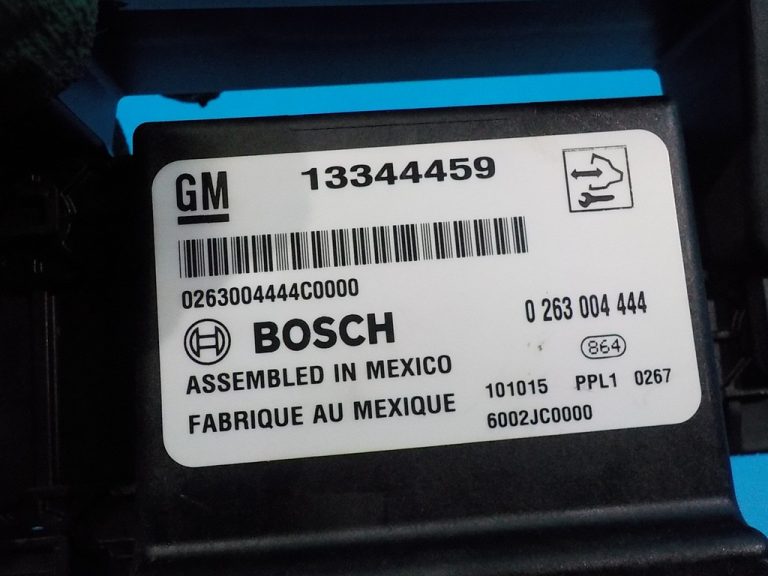 GM
13344459
0263004444C0000
BOSCH
0 263 004 444
864
ASSEMBLED IN MEXICO
FABRIQUE AU MEXIQUE
101015 PPL1 0267
6002JC0000